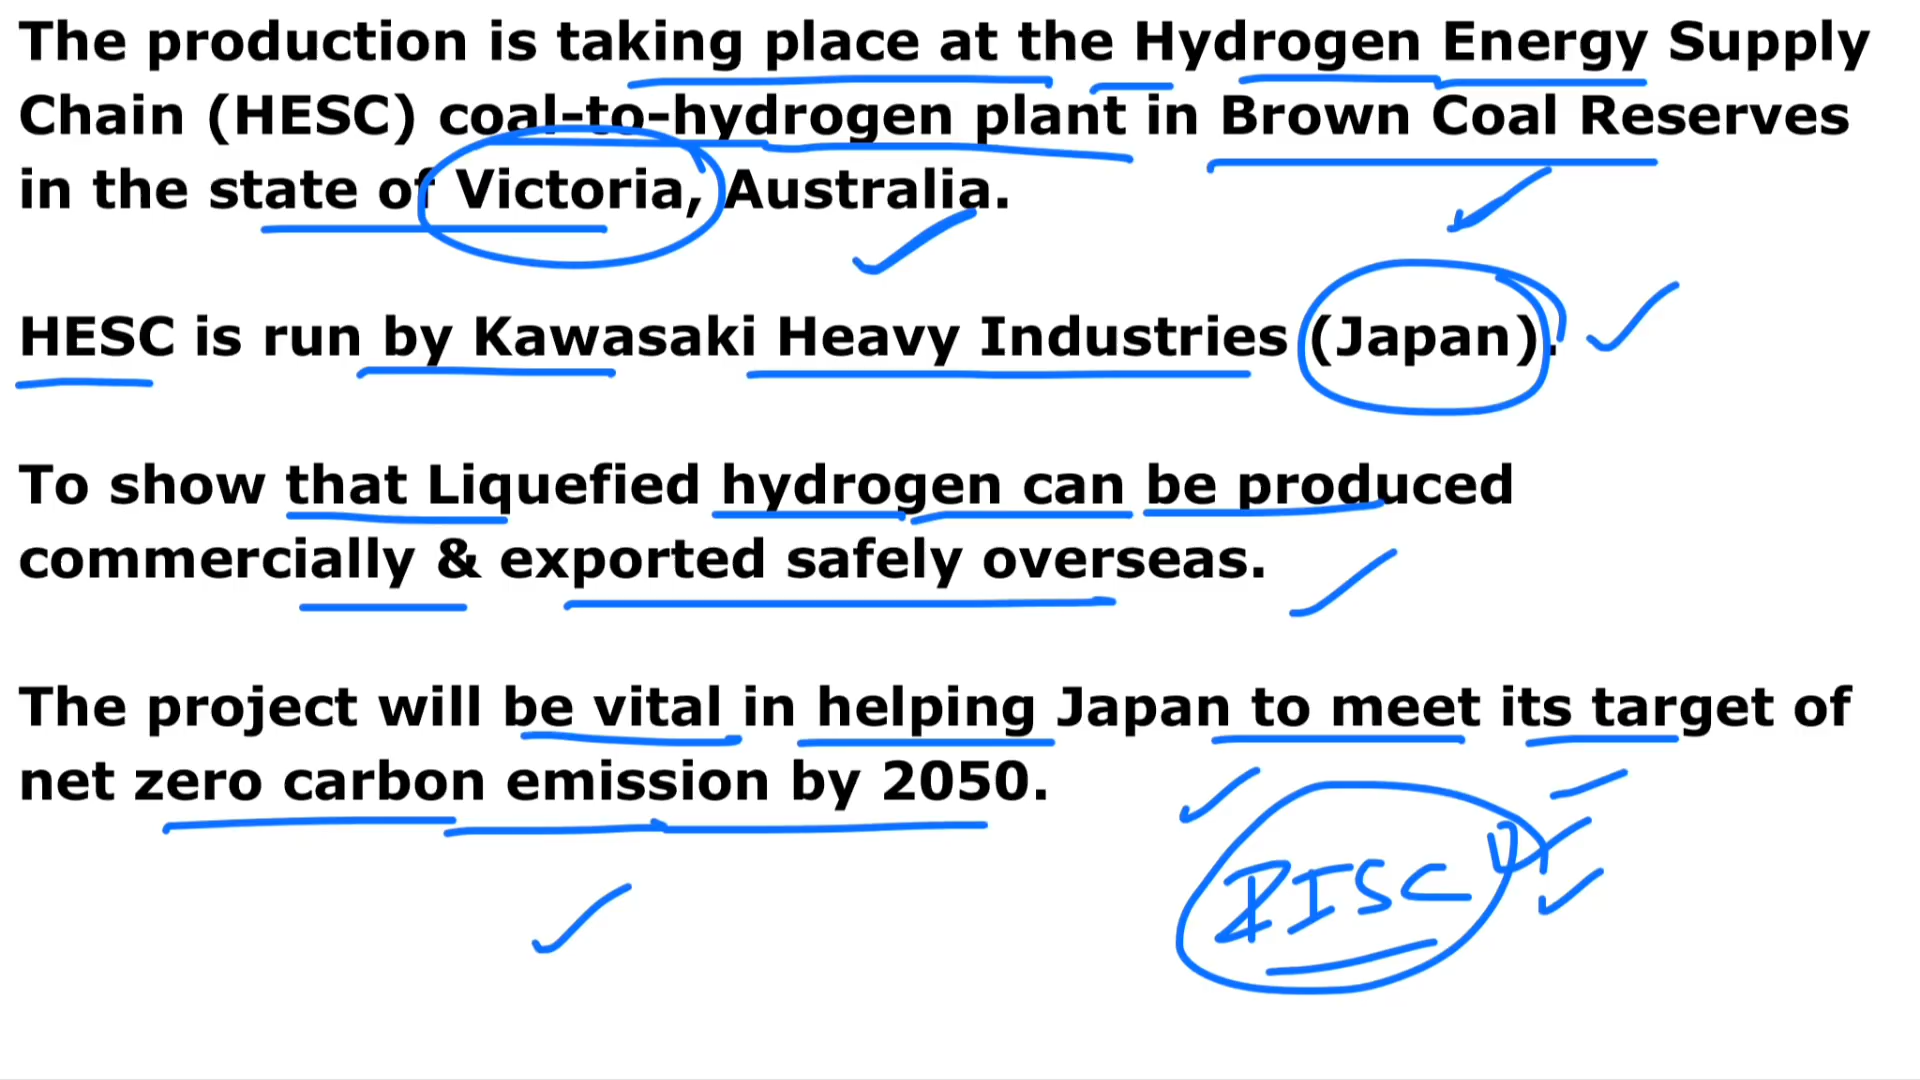 The production is taking place at the Hydrogen Energy Supply
Chain (HESC) coal-to-hydrogen plant in Brown Coal Reserves
in the state of Victoria, Australia.
HESC is run by Kawasaki Heavy Industries (Japan).
To show that Liquefied hydrogen can be produced
commercially & exported safely overseas.
The project will be vital in helping Japan to meet its target of
net zero carbon emission by 2050.